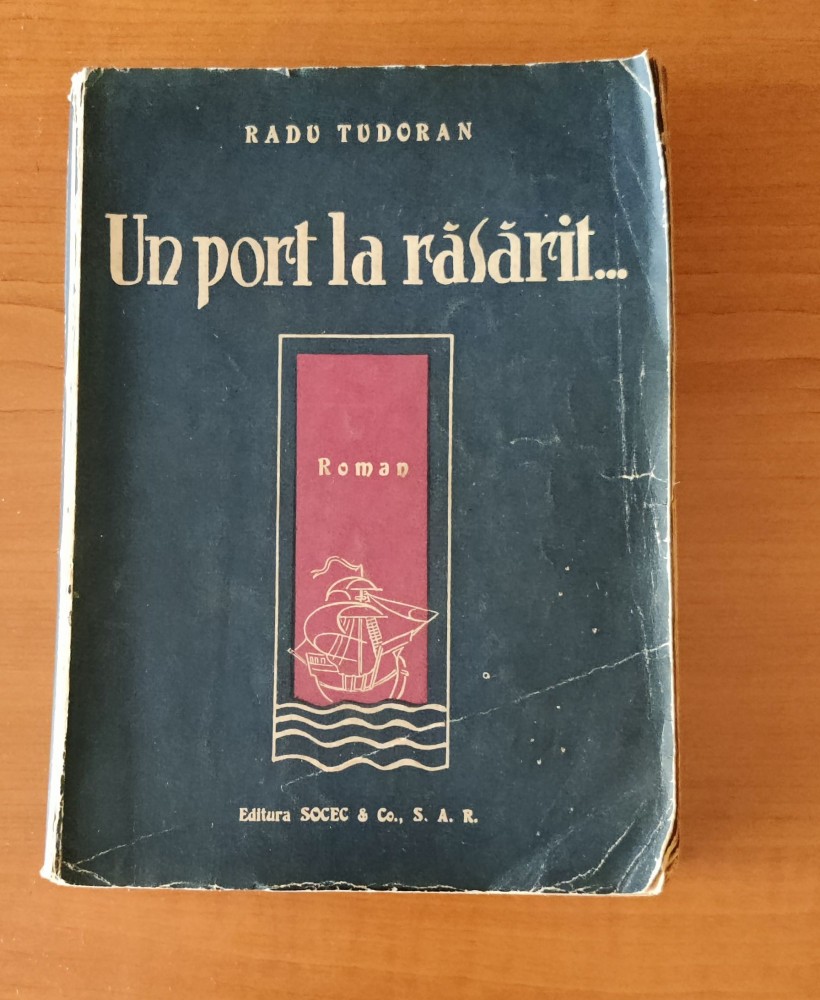 RADU TUDORAN
Un port la răsărit...
Roman
Editura SOCEC & Co., S. A. R.